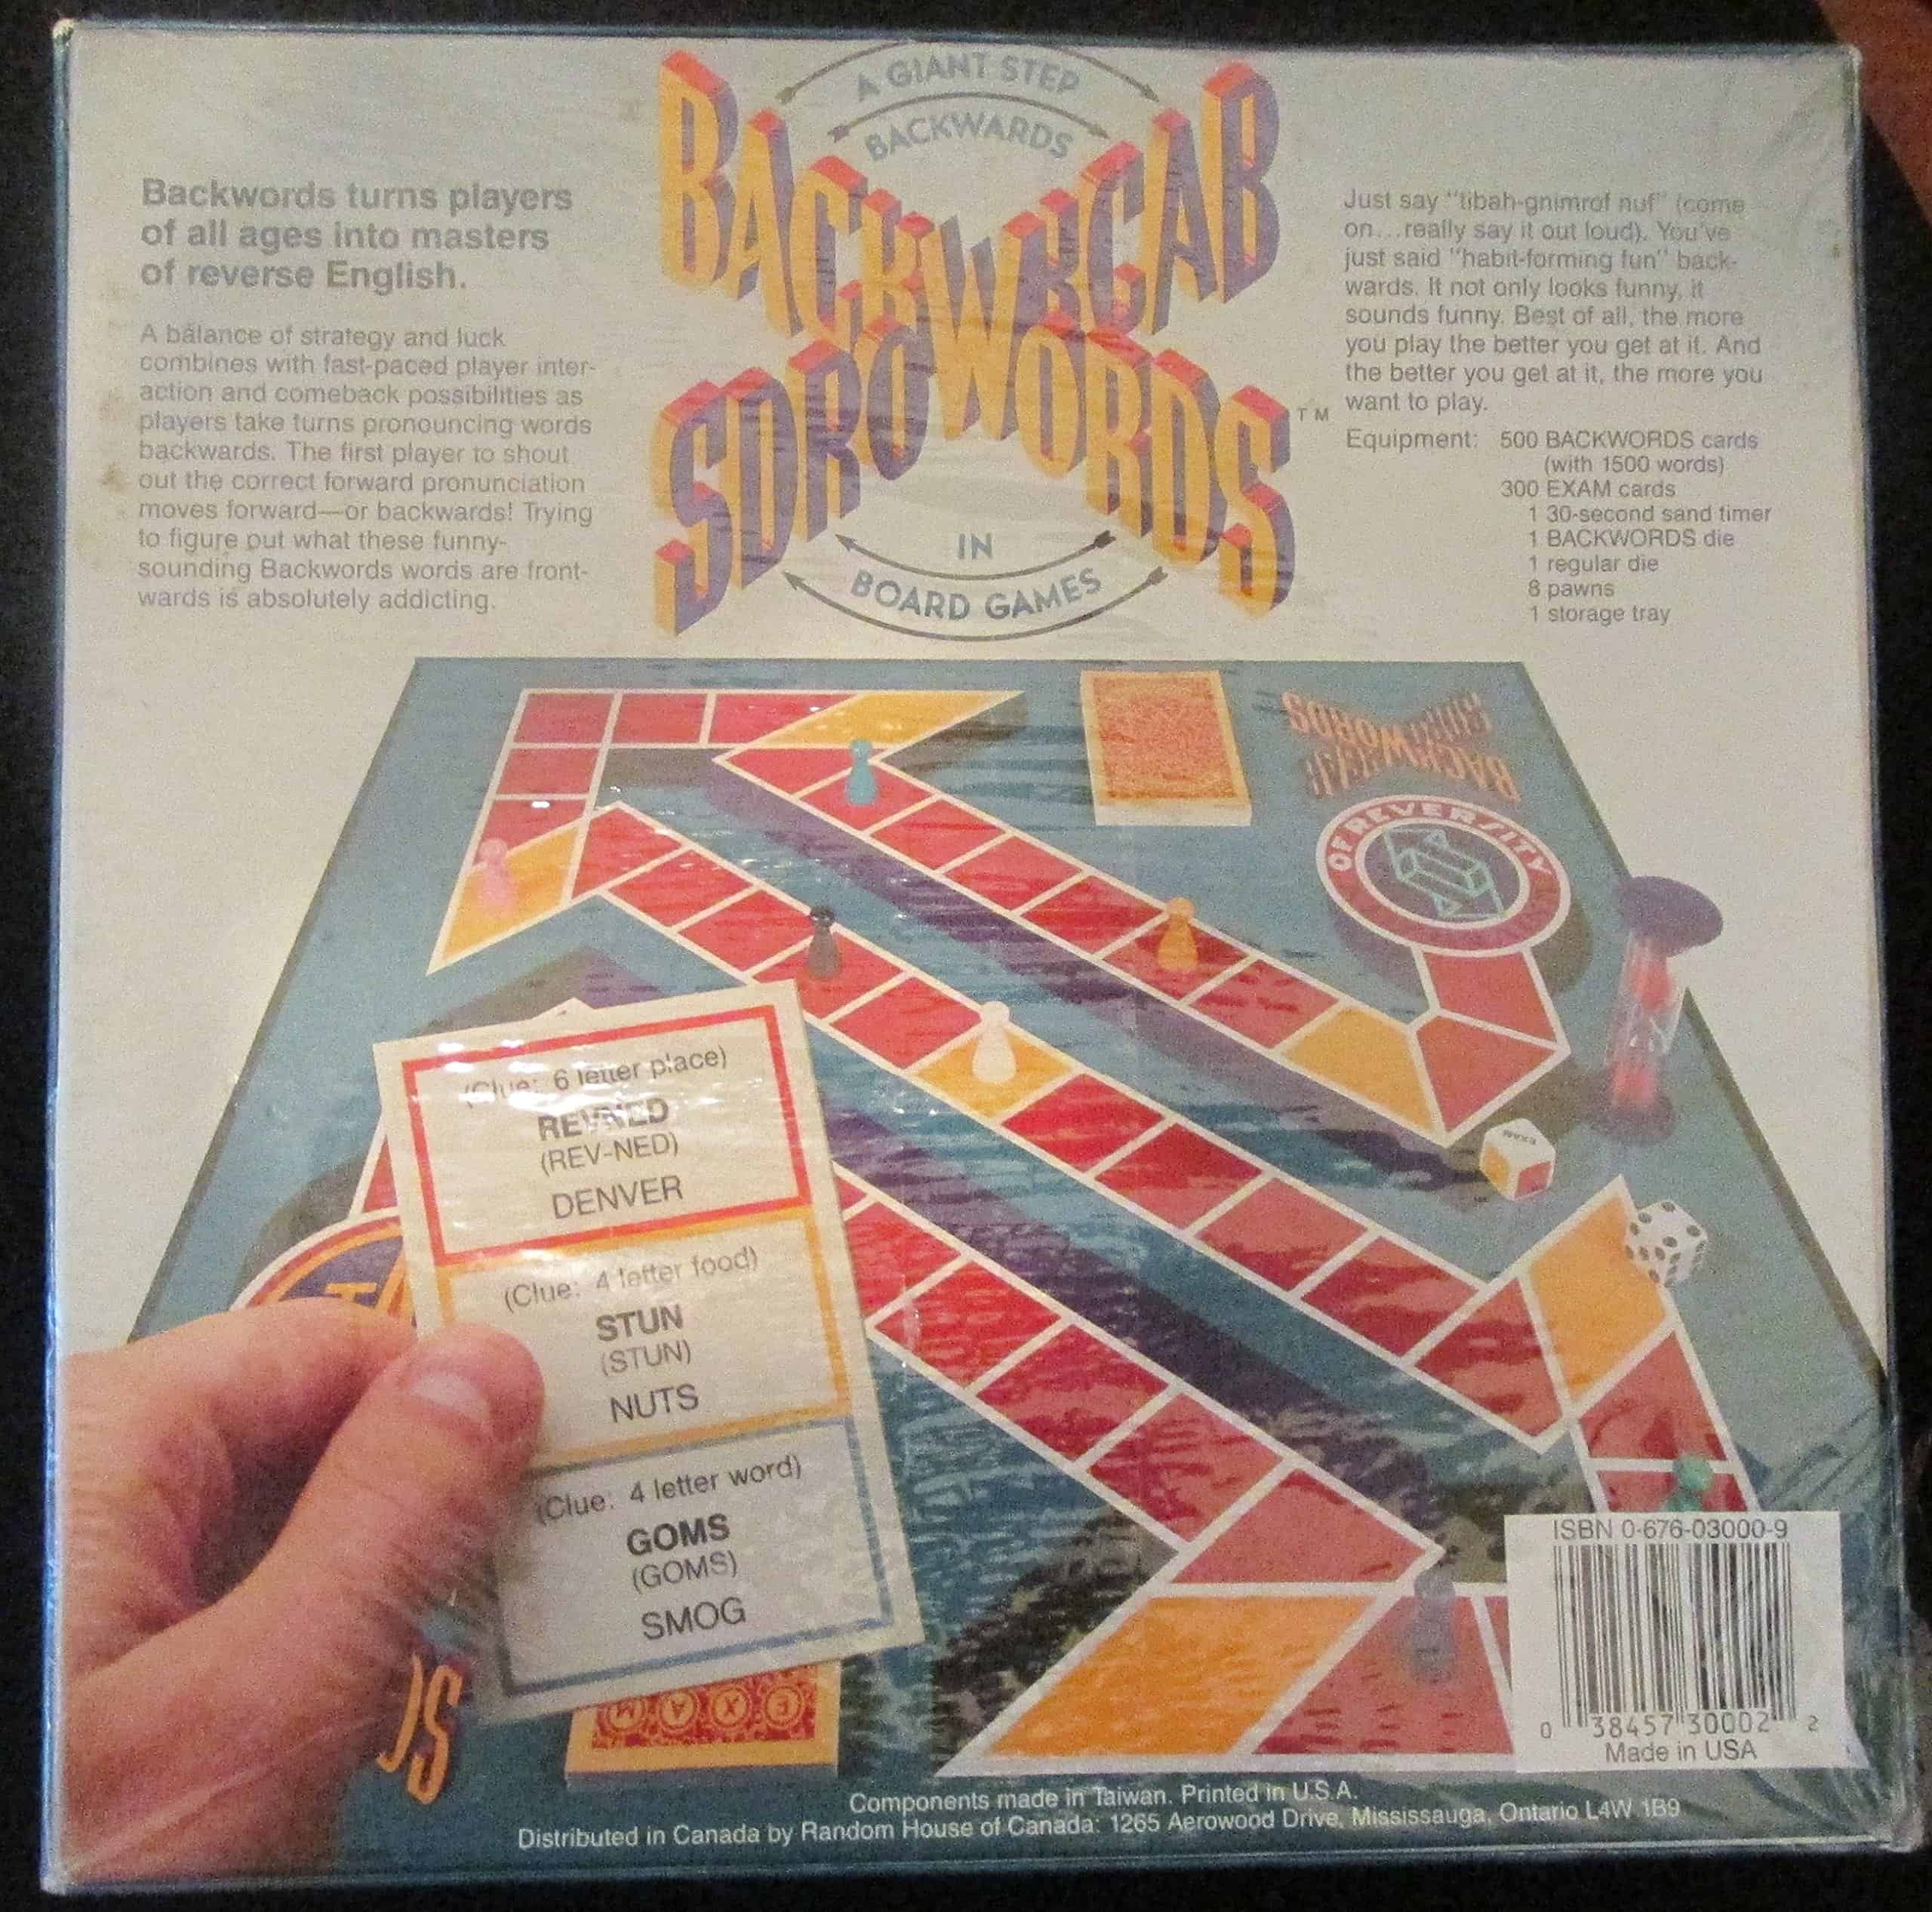 A GIANT STEP
BACKWARDS
BACKWKCAB
SDROWORDS
TM
IN
BOARD GAMES
Backwords turns players
of all ages into masters
of reverse English.
A balance of strategy and luck
combines with fast-paced player inter-
action and comeback possibilities as
players take turns pronouncing words
backwards. The first player to shout
out the correct forward pronunciation
moves forward—or backwards! Trying
to figure out what these funny-
sounding Backwords words are front-
wards is absolutely addicting.
Just say "tibah-gnimrof nuf" (come
on...really say it out loud). You've
just said "habit-forming fun" back-
wards. It not only looks funny, it
sounds funny. Best of all, the more
you play the better you get at it. And
the better you get at it, the more you
want to play.
Equipment: 500 BACKWORDS cards
(with 1500 words)
300 EXAM cards
1 30-second sand timer
1 BACKWORDS die
1 regular die
8 pawns
1 storage tray
BACKWKCAB
SDROWORDS
OF REVERSITY
(Clue: 6 letter place)
REVNED
(REV-NED)
DENVER
(Clue: 4 letter food)
STUN
(STUN)
NUTS
(Clue: 4 letter word)
GOMS
(GOMS)
SMOG
EXAM
ISBN 0-676-03000-9
0 38457 30002 2
Made in USA
Components made in Taiwan. Printed in U.S.A.
Distributed in Canada by Random House of Canada: 1265 Aerowood Drive, Mississauga, Ontario L4W 1B9